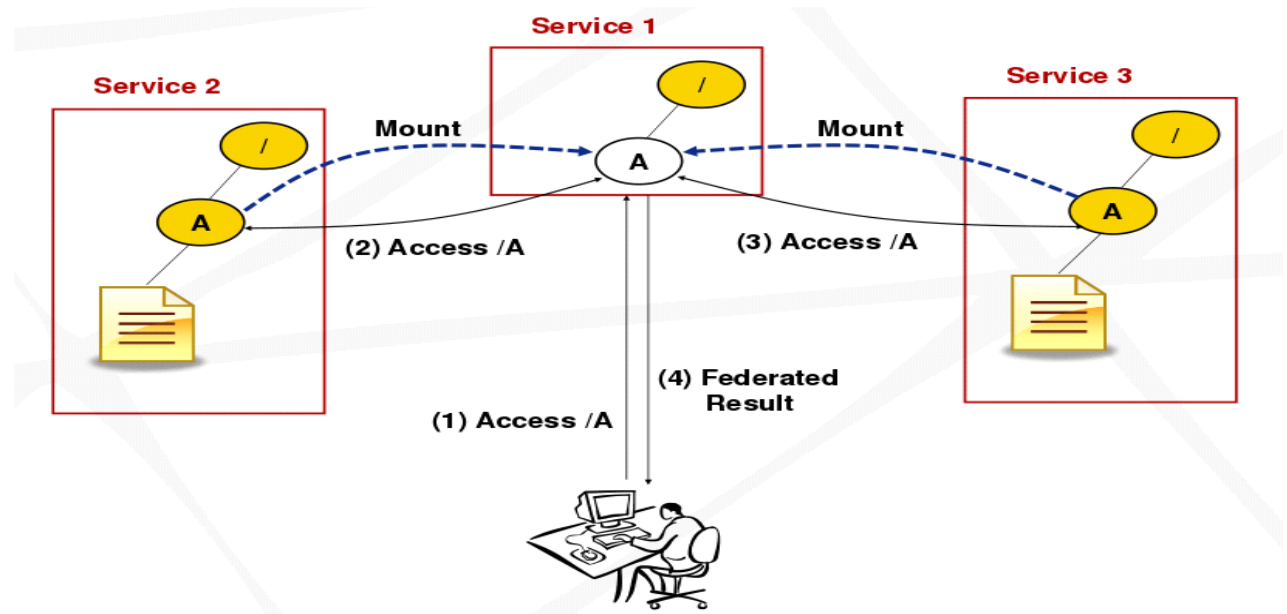 Service 1
Service 2
Service 3
/
/
/
Mount
Mount
A
A
A
(2) Access /A
(3) Access /A
(4) Federated
Result
(1) Access /A